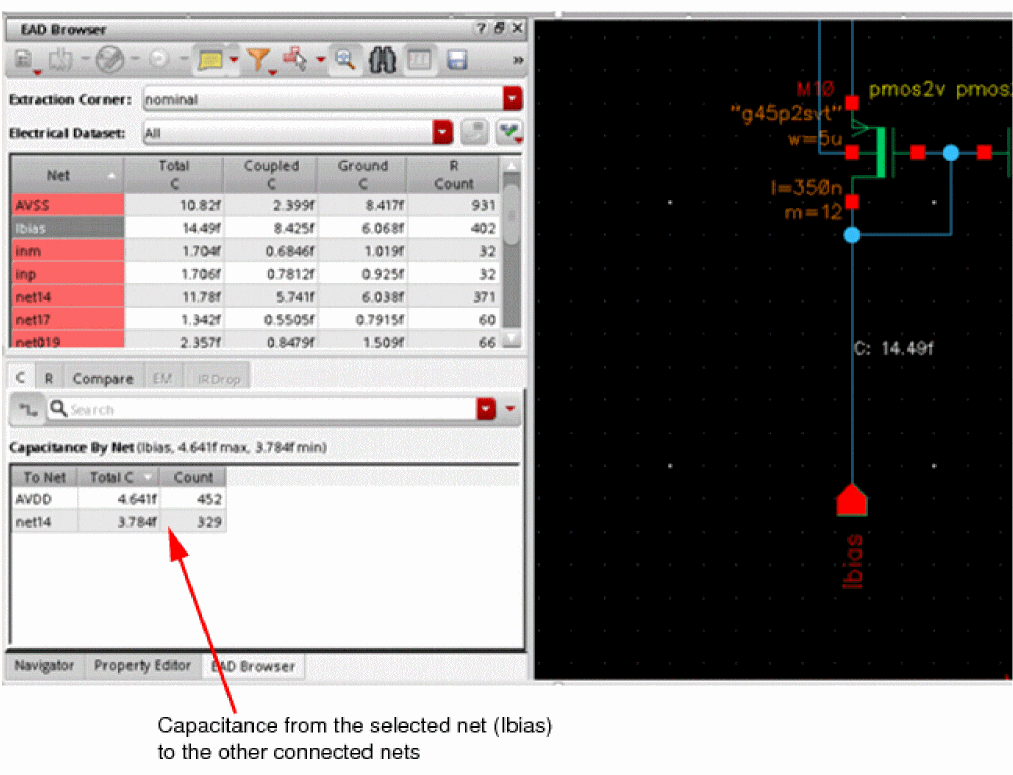 EAD Browser
Extraction Corner: nominal
Electrical Dataset: All
Net Total C Coupled C Ground C R Count
AVSS 10.82f 2.399f 8.417f 931
Ibias 14.49f 8.425f 6.068f 402
inm 1.704f 0.6846f 1.019f 32
inp 1.706f 0.7812f 0.925f 32
net14 11.78f 5.741f 6.038f 371
net17 1.342f 0.5505f 0.7915f 60
net019 2.357f 0.8479f 1.509f 66
C R Compare EM IR Drop
Search
Capacitance By Net (Ibias, 4.641f max, 3.784f min)
To Net Total C Count
AVDD 4.641f 452
net14 3.784f 329
Navigator Property Editor EAD Browser
M10 pmos2v pmos2
"g45p2svt"
w=5u
l=350n
m=12
C: 14.49f
Ibias
Capacitance from the selected net (Ibias)
to the other connected nets